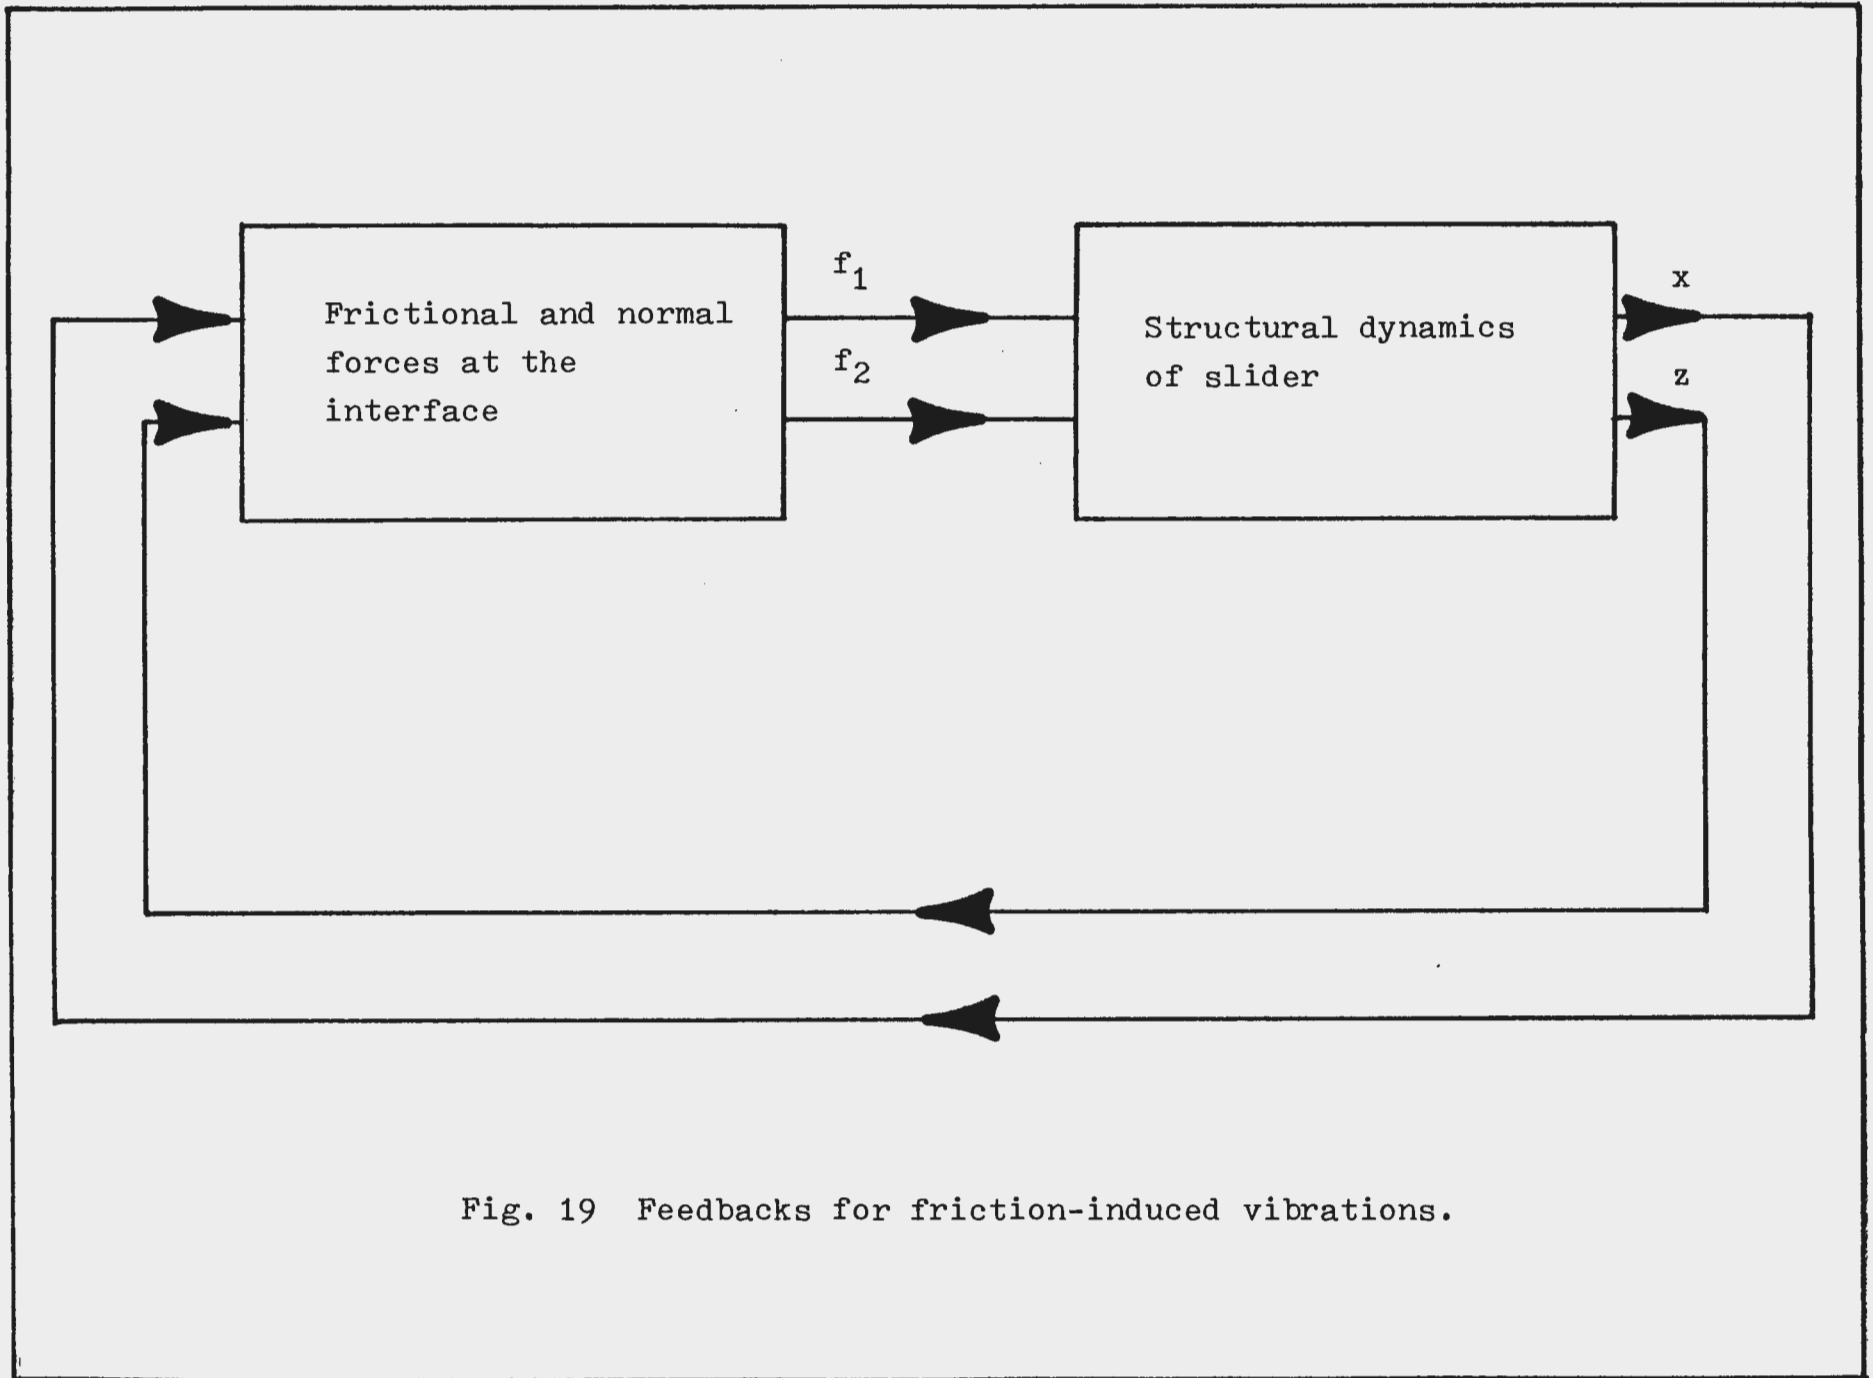 f1
x
Frictional and normal
forces at the
interface
Structural dynamics
of slider
f2
z
Fig. 19 Feedbacks for friction-induced vibrations.